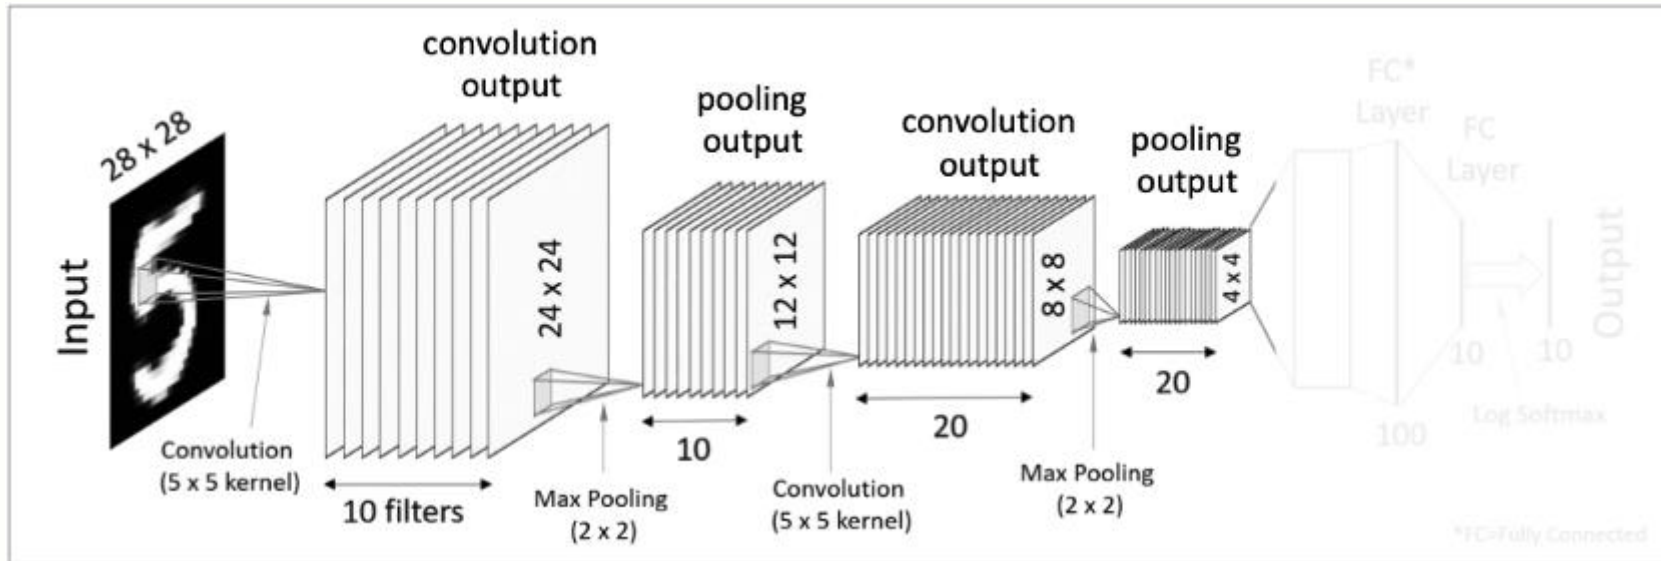 28 x 28
Input
Convolution
(5 x 5 kernel)
convolution
output
24 x 24
10 filters
Max Pooling
(2 x 2)
pooling
output
12 x 12
10
Convolution
(5 x 5 kernel)
convolution
output
8 x 8
20
Max Pooling
(2 x 2)
pooling
output
4 x 4
20
FC*
Layer
100
FC
Layer
10
10
Log Softmax
Output
*FC=Fully Connected